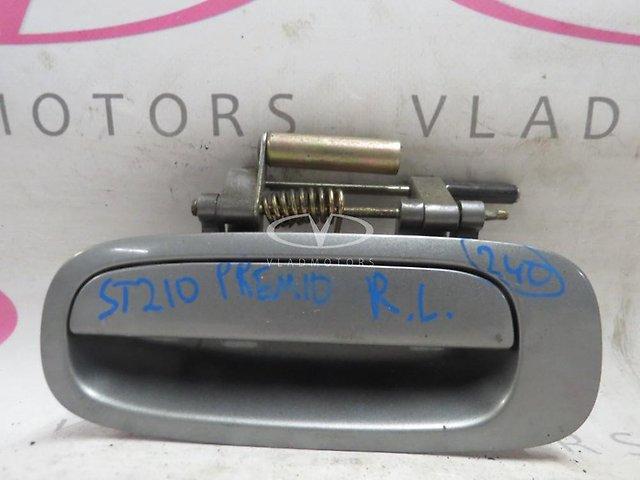 MOTORS VLAD
VLADMOTORS
(240)
ST210 PREMIO R.L.